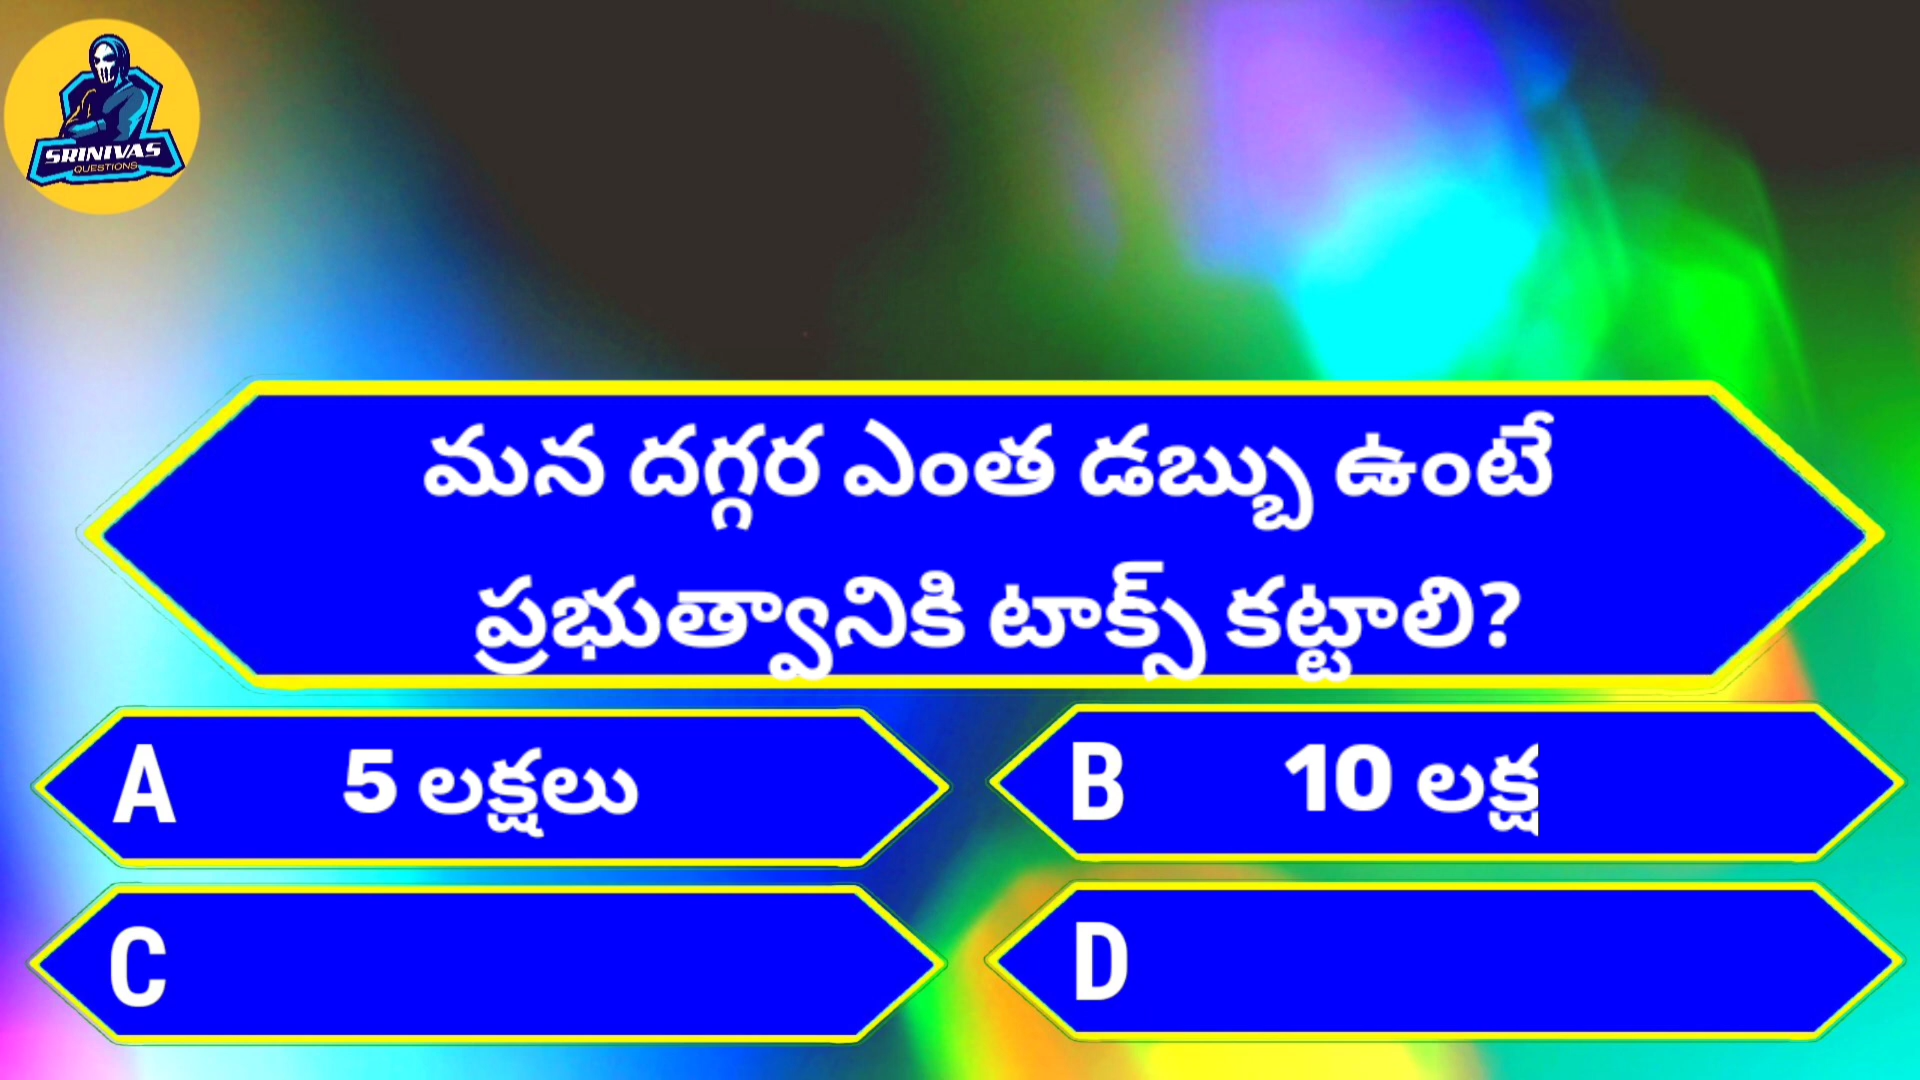 SRINIVAS
QUESTIONS
మన దగ్గర ఎంత డబ్బు ఉంటే
ప్రభుత్వానికి టాక్స్ కట్టాలి?
A 5 లక్షలు
B 10 లక్ష
C
D